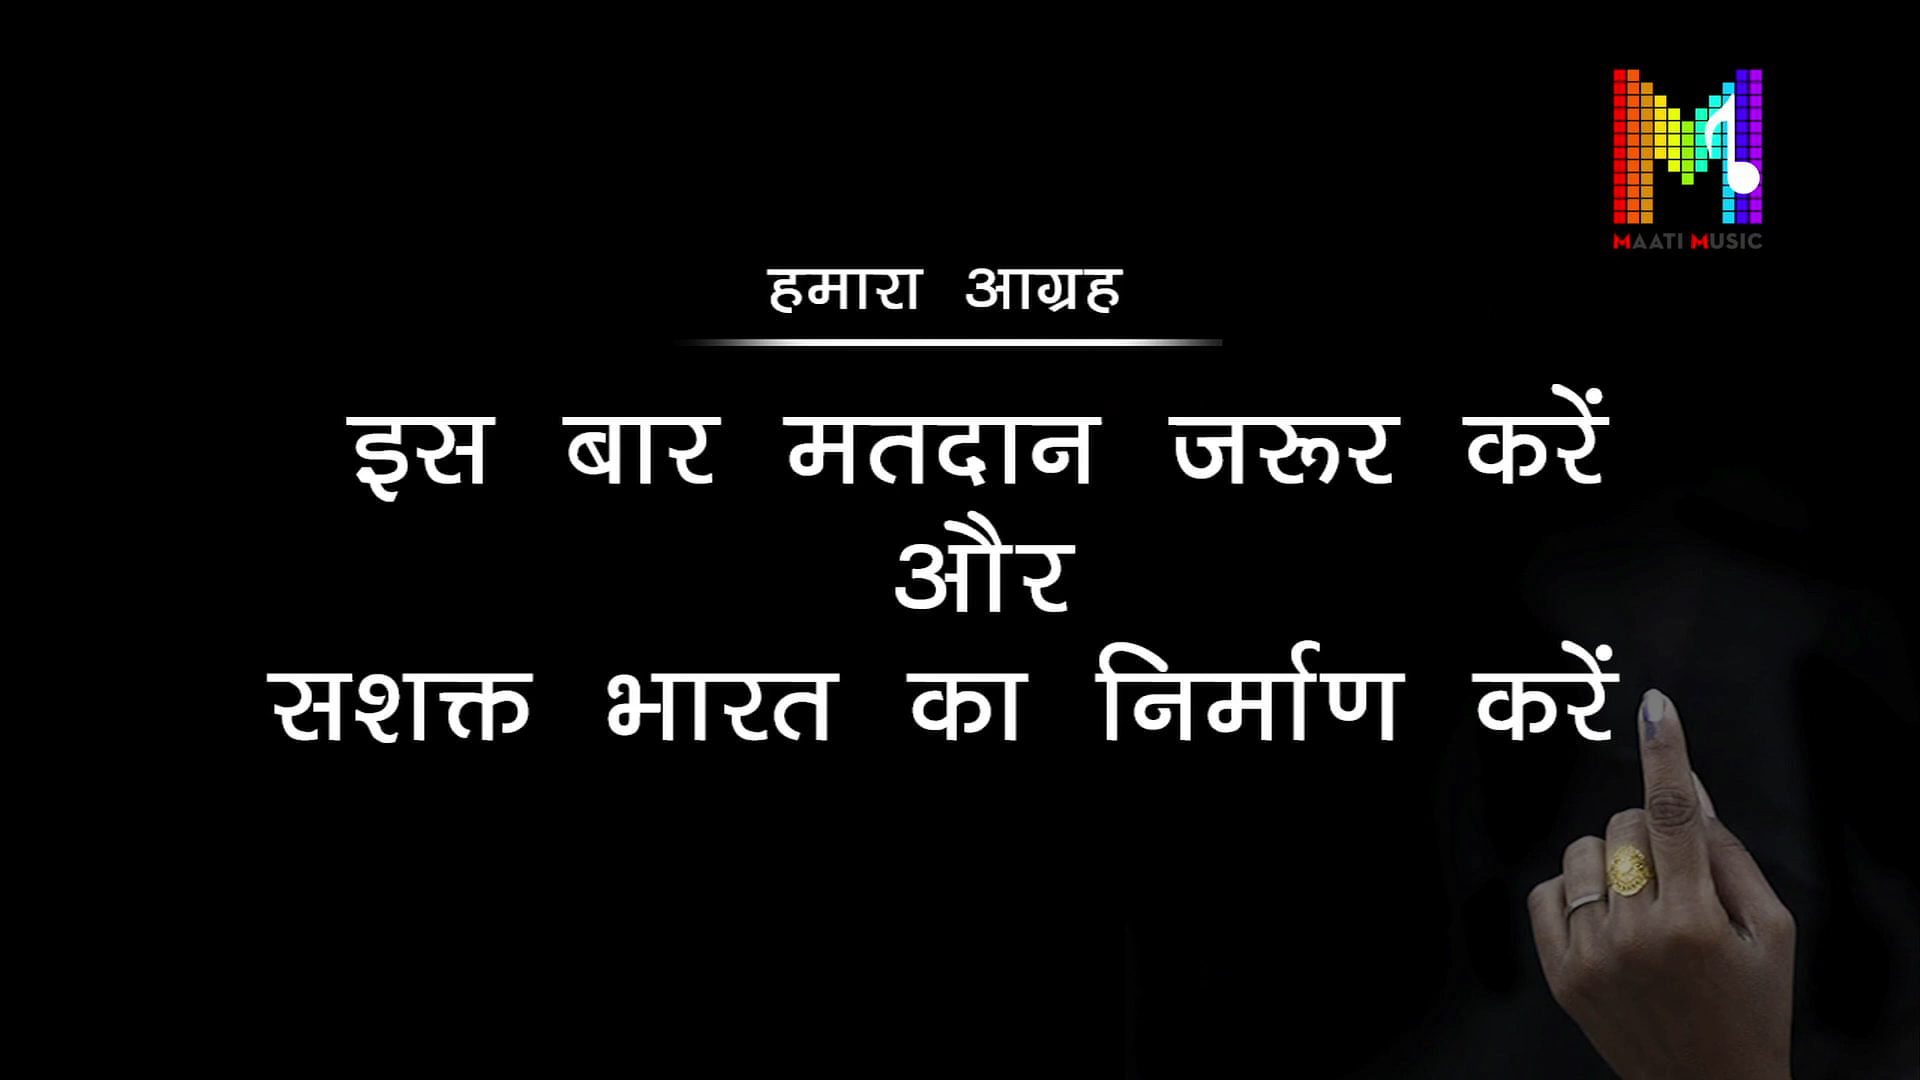 MAATI MUSIC
हमारा आग्रह
इस बार मतदान जरूर करें
और
सशक्त भारत का निर्माण करें